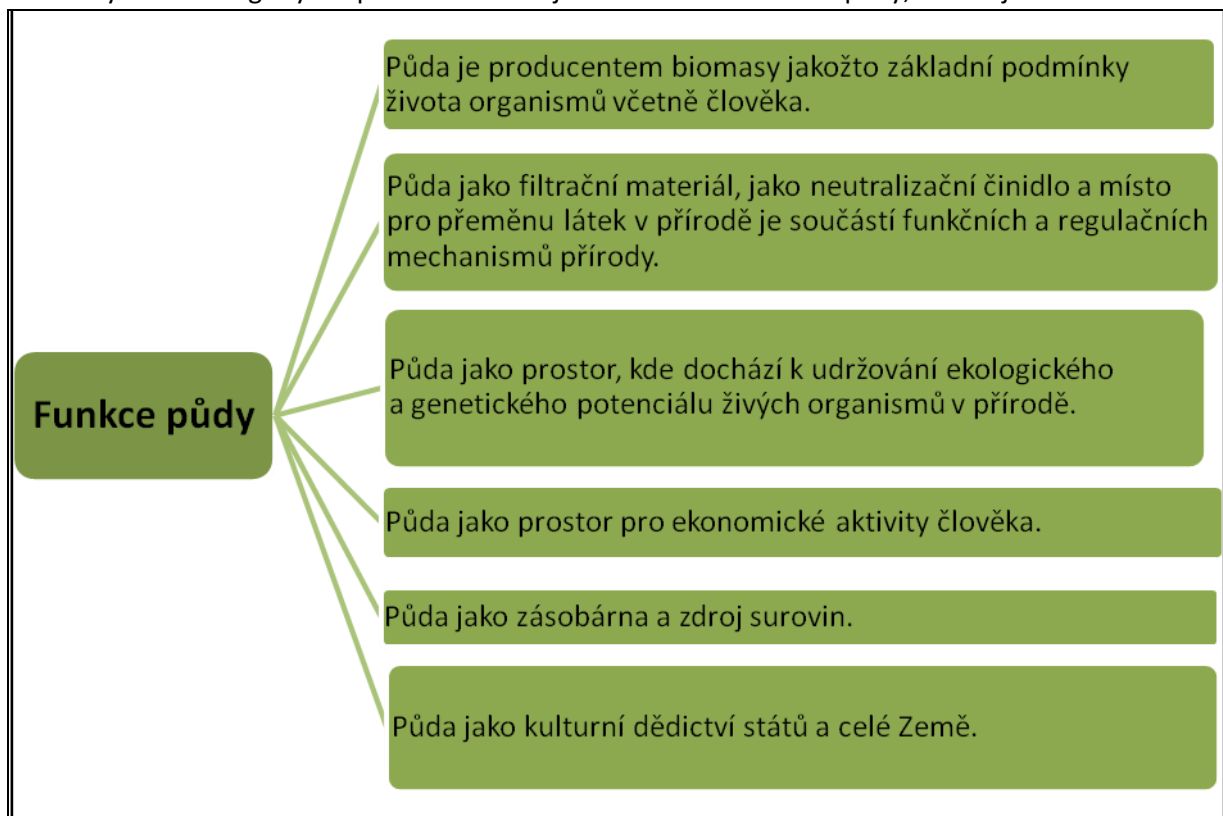 Půda je producentem biomasy jakožto základní podmínky
života organismů včetně člověka.
Půda jako filtrační materiál, jako neutralizační činidlo a místo
pro přeměnu látek v přírodě je součástí funkčních a regulačních
mechanismů přírody.
Půda jako prostor, kde dochází k udržování ekologického
a genetického potenciálu živých organismů v přírodě.
Funkce půdy
Půda jako prostor pro ekonomické aktivity člověka.
Půda jako zásobárna a zdroj surovin.
Půda jako kulturní dědictví států a celé Země.